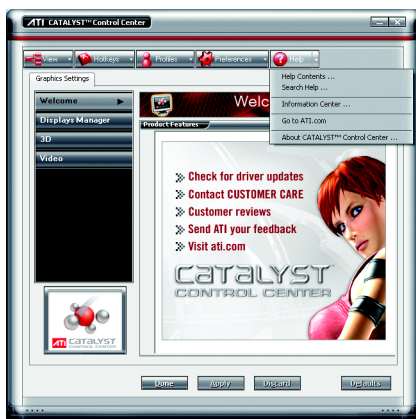 ATI CATALYST™ Control Center
View Hotkeys Profiles Preferences Help
Graphics Settings
Help Contents ...
Search Help ...
Information Center ...
Go to ATI.com
About CATALYST™ Control Center ...
Welcome
Displays Manager
3D
Video
Welc
Product Features
Check for driver updates
Contact CUSTOMER CARE
Customer reviews
Send ATI your feedback
Visit ati.com
CATALYST
CONTROL CENTER
ATI CATALYST
CONTROL CENTER
Done Apply Discard Defaults